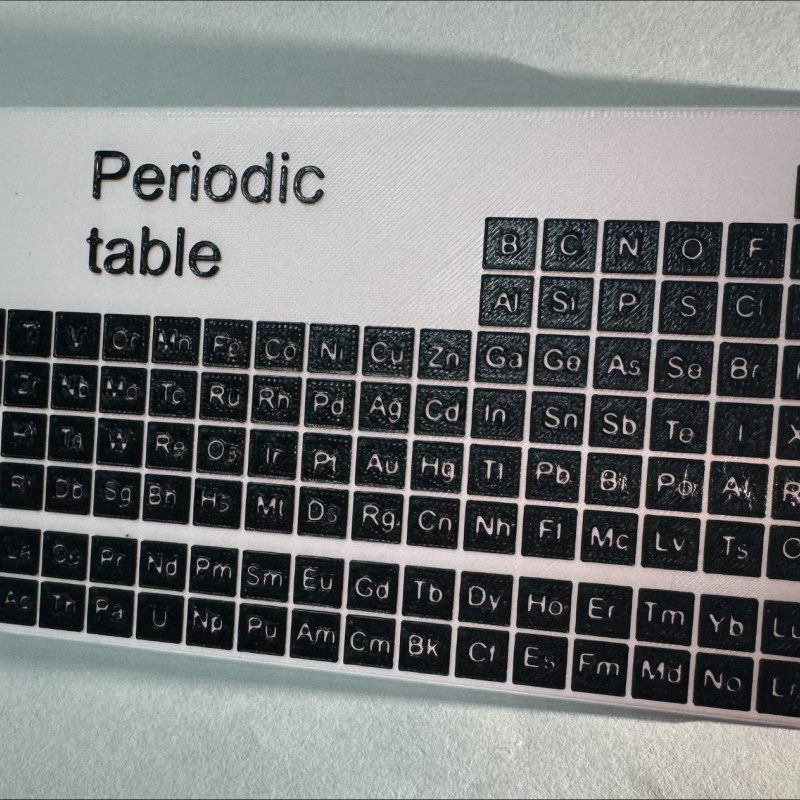 Periodic
table
B C N O F
Al Si P S Cl
V Cr Mn Fe Co Ni Cu Zn Ga Ge As Se Br
Zr Nb Mo Tc Ru Rh Pd Ag Cd In Sn Sb Te I
Ta W Re Os Ir Pt Au Hg Tl Pb Bi Po At
Db Sg Bh Hs Mt Ds Rg Cn Nh Fl Mc Lv Ts
La Ce Pr Nd Pm Sm Eu Gd Tb Dy Ho Er Tm Yb Lu
Ac Th Pa U Np Pu Am Cm Bk Cf Es Fm Md No Lr